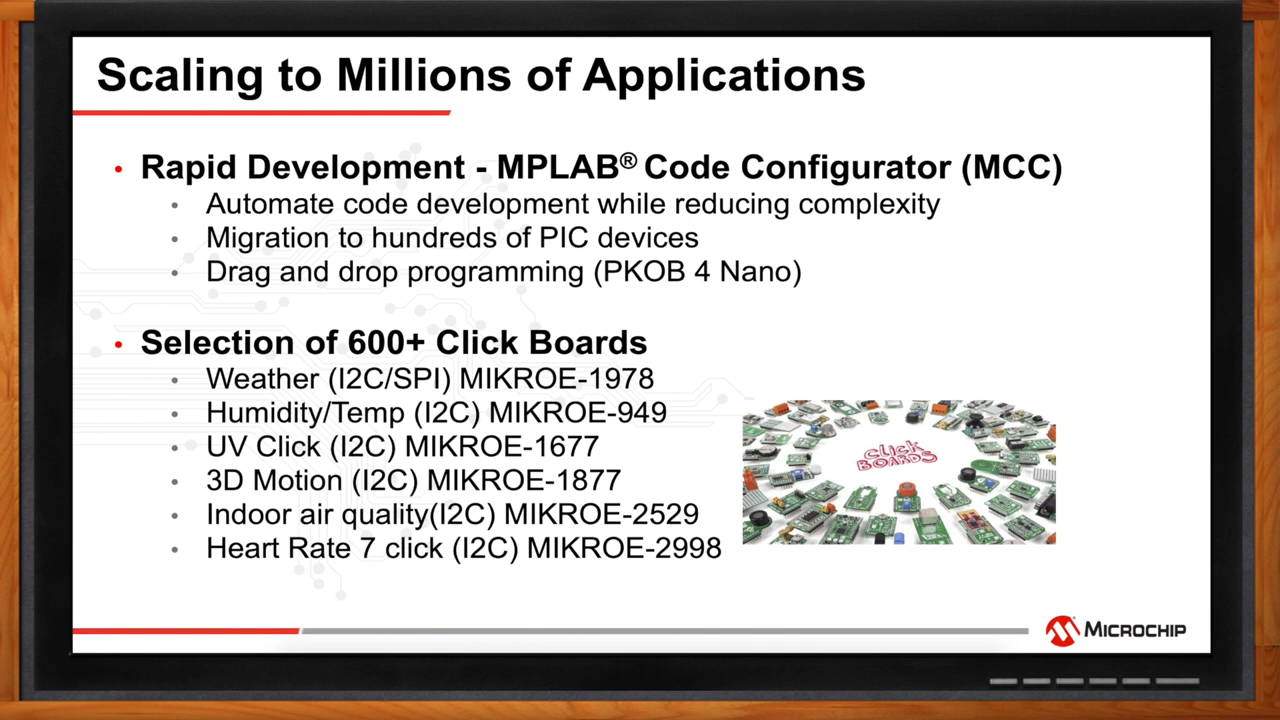 Scaling to Millions of Applications
• Rapid Development - MPLAB® Code Configurator (MCC)
• Automate code development while reducing complexity
• Migration to hundreds of PIC devices
• Drag and drop programming (PKOB 4 Nano)
• Selection of 600+ Click Boards
• Weather (I2C/SPI) MIKROE-1978
• Humidity/Temp (I2C) MIKROE-949
• UV Click (I2C) MIKROE-1677
• 3D Motion (I2C) MIKROE-1877
• Indoor air quality(I2C) MIKROE-2529
• Heart Rate 7 click (I2C) MIKROE-2998
CLICK
BOARDS
MICROCHIP